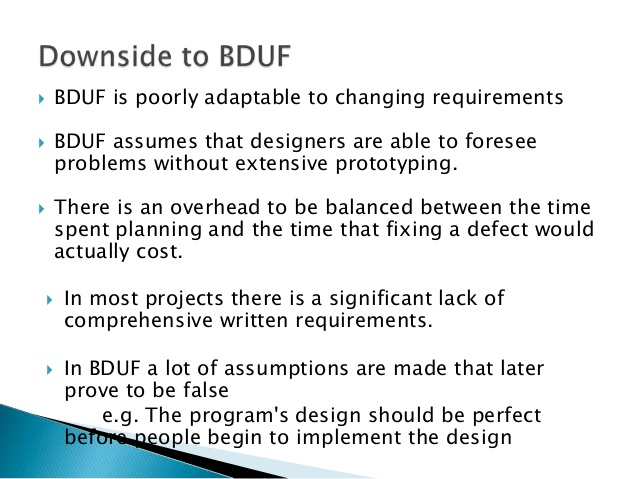 Downside to BDUF
BDUF is poorly adaptable to changing requirements
BDUF assumes that designers are able to foresee
problems without extensive prototyping.
There is an overhead to be balanced between the time
spent planning and the time that fixing a defect would
actually cost.
In most projects there is a significant lack of
comprehensive written requirements.
In BDUF a lot of assumptions are made that later
prove to be false
e.g. The program's design should be perfect
before people begin to implement the design